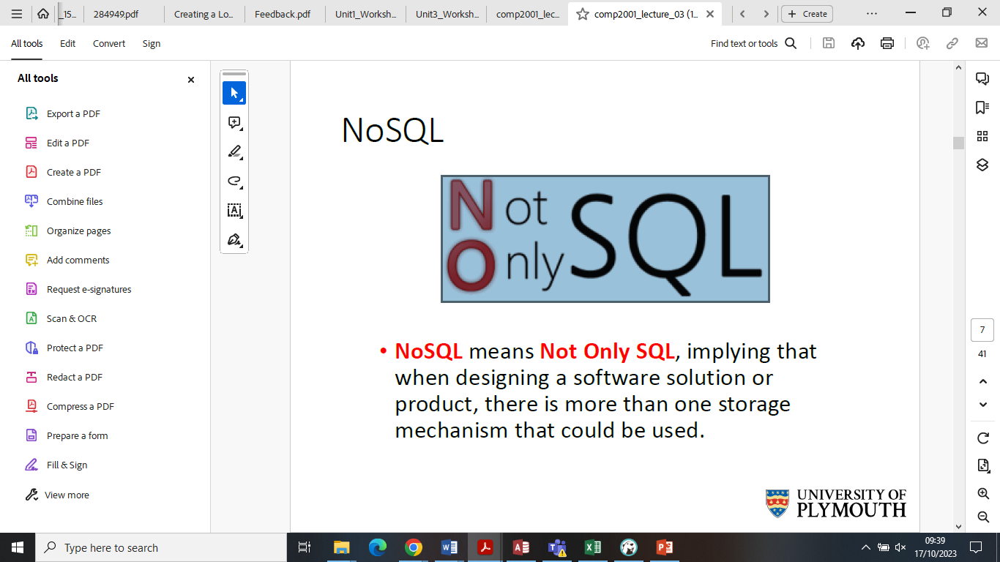 _15...
284949.pdf
Creating a Lo...
Feedback.pdf
Unit1_Worksh...
Unit3_Worksh...
comp2001_lec...
comp2001_lecture_03 (1...
Create
All tools
Edit
Convert
Sign
Find text or tools
All tools
Export a PDF
Edit a PDF
Create a PDF
Combine files
Organize pages
Add comments
Request e-signatures
Scan & OCR
Protect a PDF
Redact a PDF
Compress a PDF
Prepare a form
Fill & Sign
View more
NoSQL
Not Only SQL
• NoSQL means Not Only SQL, implying that
when designing a software solution or
product, there is more than one storage
mechanism that could be used.
UNIVERSITY OF
PLYMOUTH
7
41
Type here to search
09:39
17/10/2023